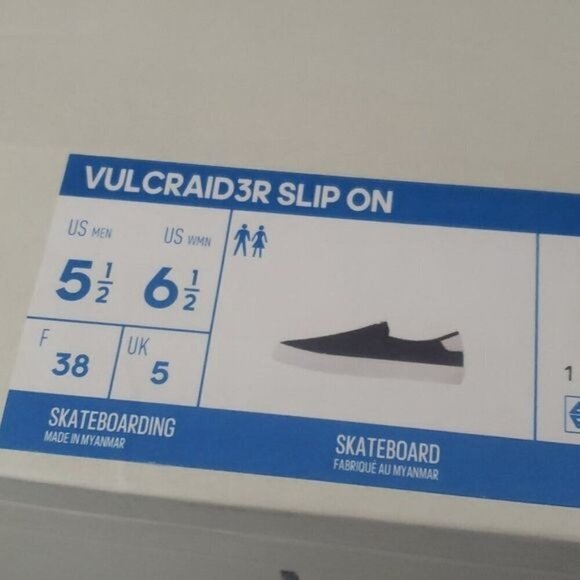 VULCRAID3R SLIP ON
US MEN US WMN
5 1/2 6 1/2
F UK
38 5
SKATEBOARDING
MADE IN MYANMAR
SKATEBOARD
FABRIQUÉ AU MYANMAR
1